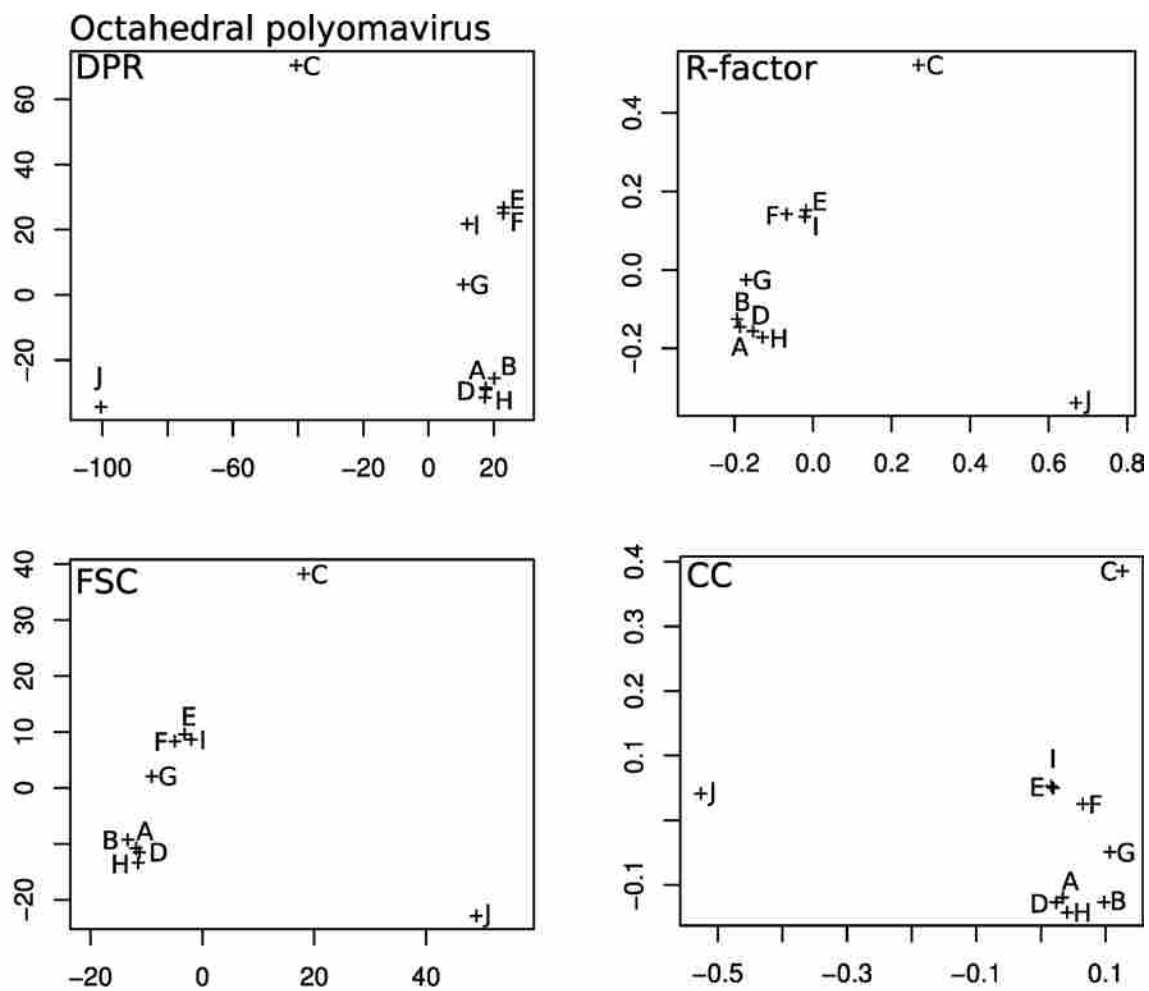 Octahedral polyomavirus
DPR
C
E
F
I
G
A
B
D
H
J
60
40
20
0
−20
−100
−60
−20
0
20
R-factor
C
E
F
I
G
B
D
A
H
J
0.4
0.2
0.0
−0.2
−0.2
0.0
0.2
0.4
0.6
0.8
FSC
C
E
F
I
G
A
B
D
H
J
40
30
20
10
0
−20
−20
0
20
40
CC
C
I
E
J
F
G
A
D
B
H
0.4
0.3
0.2
0.1
−0.1
−0.5
−0.3
−0.1
0.1